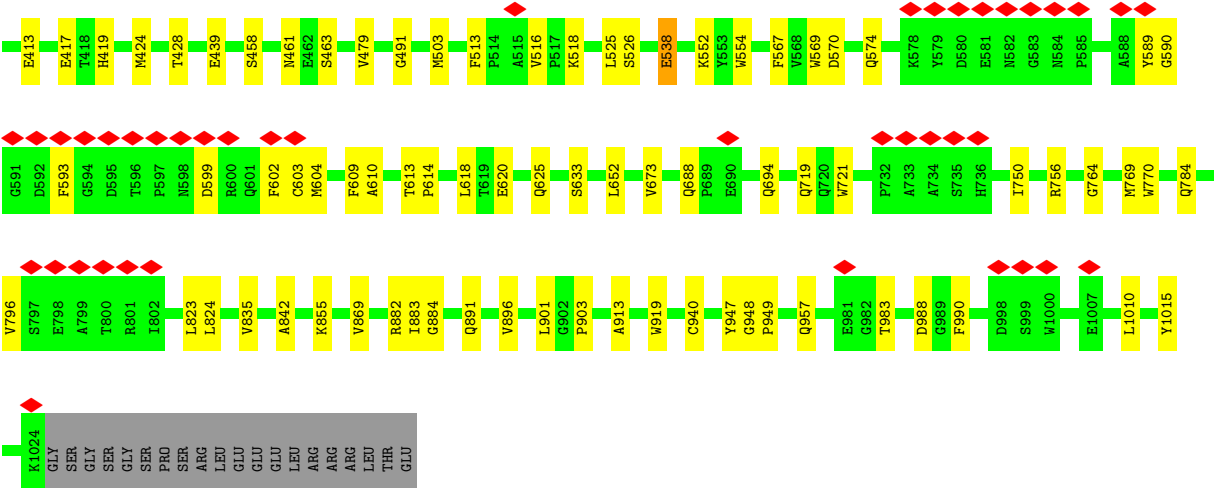 E413 E417 T418 H419 M424 T428 E439 S458 N461 E462 S463 V479 G491 M503 F513 P514 A515 V516 P517 K518 L525 S526 E538 K552 Y553 W554 F567 V568 W569 D570 Q574 K578 Y579 D580 E581 N582 G583 N584 P585 A588 Y589 G590
G591 D592 F593 G594 D595 T596 P597 N598 D599 R600 Q601 F602 C603 M604 F609 A610 T613 P614 L618 T619 E620 Q625 S633 L652 V673 Q688 P689 E690 Q694 Q719 Q720 W721 P732 A733 A734 S735 H736 I750 R756 G764 M769 W770 Q784
V796 S797 E798 A799 T800 R801 I802 L823 L824 V835 A842 K855 V869 R882 I883 G884 Q891 V896 L901 G902 P903 A913 W919 C940 Y947 G948 P949 Q957 E981 G982 T983 D988 G989 F990 D998 S999 W1000 E1007 L1010 Y1015
K1024 GLY SER GLY SER GLY SER PRO SER ARG LEU GLU GLU GLU LEU ARG ARG ARG LEU THR GLU